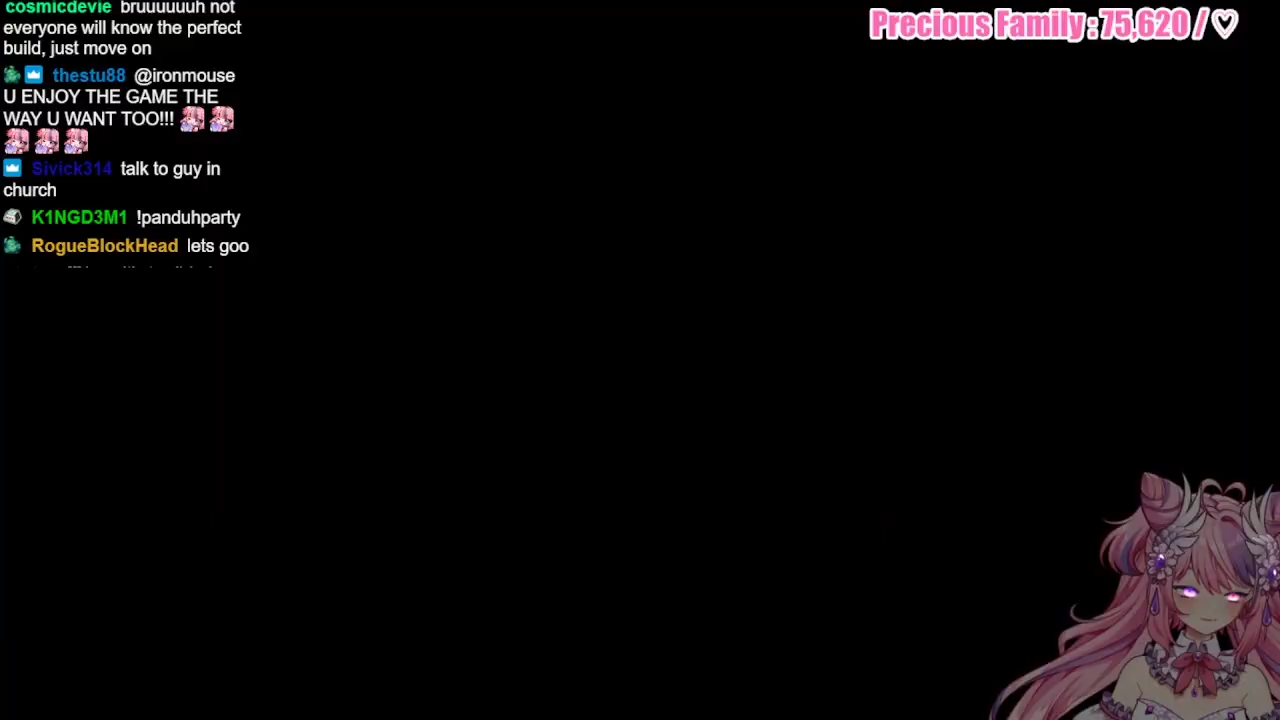 cosmicdevie bruuuuuuh not
everyone will know the perfect
build, just move on
thestu88 @ironmouse
U ENJOY THE GAME THE
WAY U WANT TOO!!!
Sivick314 talk to guy in
church
K1NGD3M1 !panduhparty
RogueBlockHead lets goo
Precious Family : 75,620 / ♡